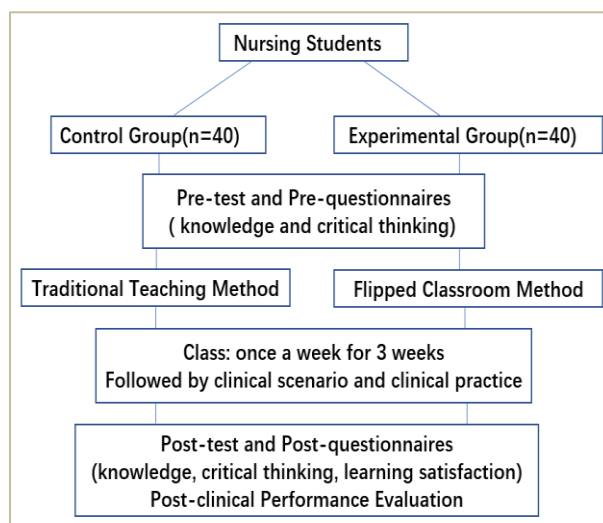 Nursing Students
Control Group(n=40)
Experimental Group(n=40)
Pre-test and Pre-questionnaires
( knowledge and critical thinking)
Traditional Teaching Method
Flipped Classroom Method
Class: once a week for 3 weeks
Followed by clinical scenario and clinical practice
Post-test and Post-questionnaires
(knowledge, critical thinking, learning satisfaction)
Post-clinical Performance Evaluation